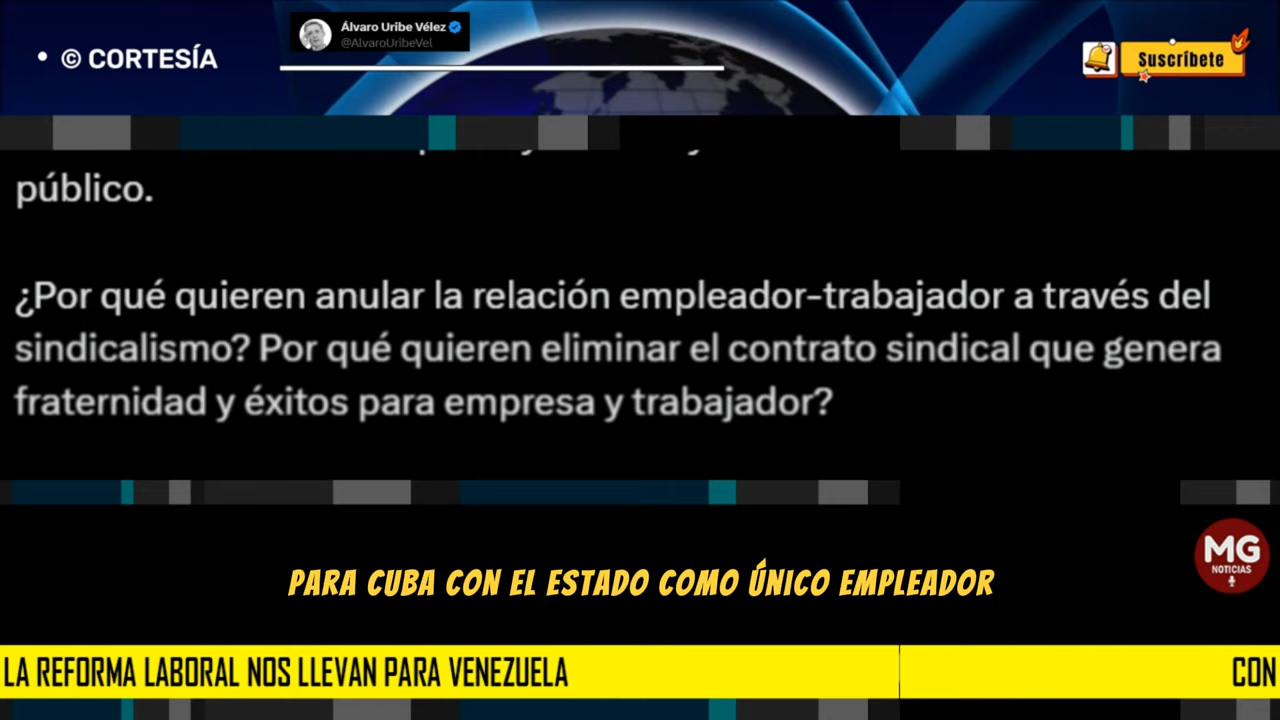 • © CORTESÍA
Álvaro Uribe Vélez
@AlvaroUribeVel
Suscríbete
público.
¿Por qué quieren anular la relación empleador-trabajador a través del
sindicalismo? Por qué quieren eliminar el contrato sindical que genera
fraternidad y éxitos para empresa y trabajador?
PARA CUBA CON EL ESTADO COMO ÚNICO EMPLEADOR
MG
NOTICIAS
LA REFORMA LABORAL NOS LLEVAN PARA VENEZUELA
CON